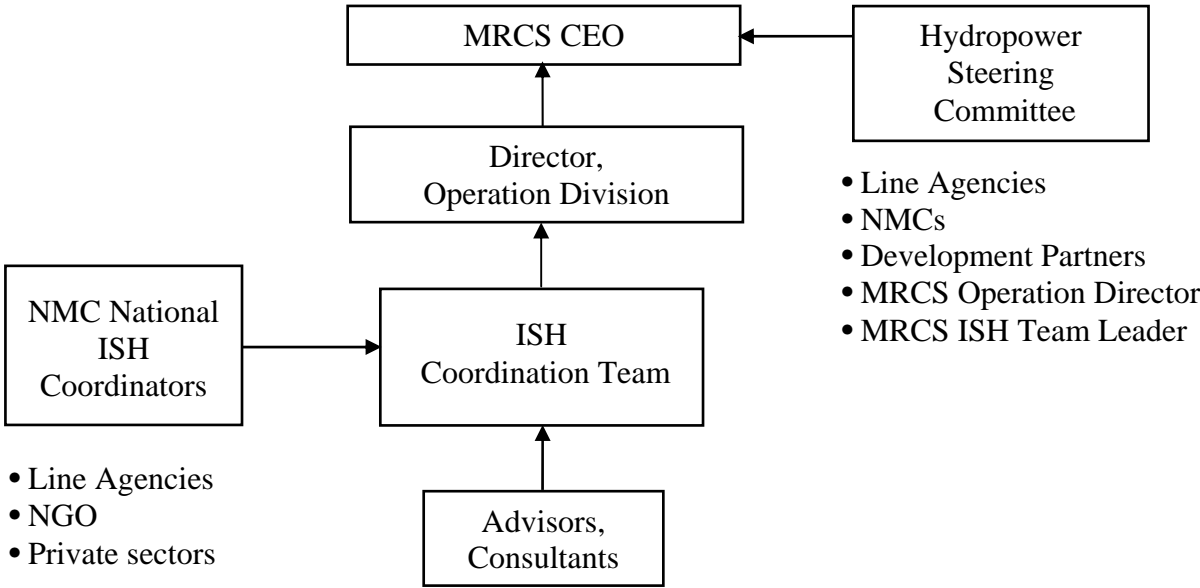 MRCS CEO
Hydropower
Steering
Committee
Director,
Operation Division
• Line Agencies
• NMCs
• Development Partners
• MRCS Operation Director
• MRCS ISH Team Leader
NMC National
ISH
Coordinators
ISH
Coordination Team
• Line Agencies
• NGO
• Private sectors
Advisors,
Consultants